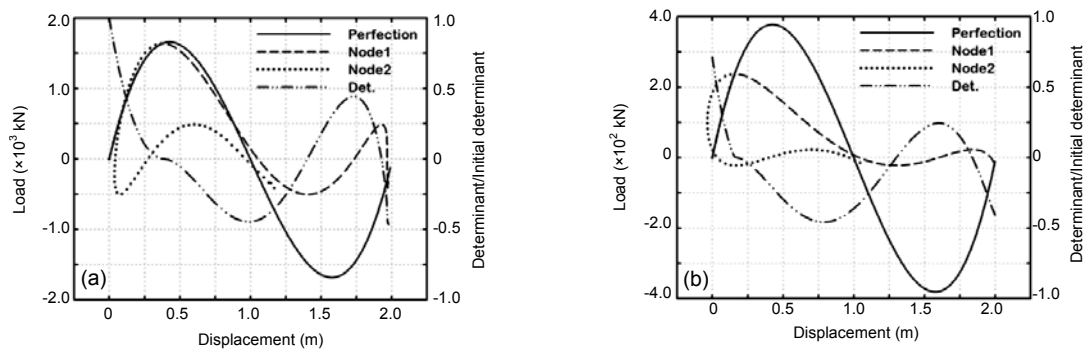 2.0
1.0
0
-1.0
-2.0
Load (×10³ kN)
1.0
0.5
0
-0.5
-1.0
Determinant/Initial determinant
Perfection
Node1
Node2
Det.
(a)
0 0.5 1.0 1.5 2.0
Displacement (m)
4.0
2.0
0
-2.0
-4.0
Load (×10² kN)
1.0
0.5
0
-0.5
-1.0
Determinant/Initial determinant
Perfection
Node1
Node2
Det.
(b)
0 0.5 1.0 1.5 2.0
Displacement (m)